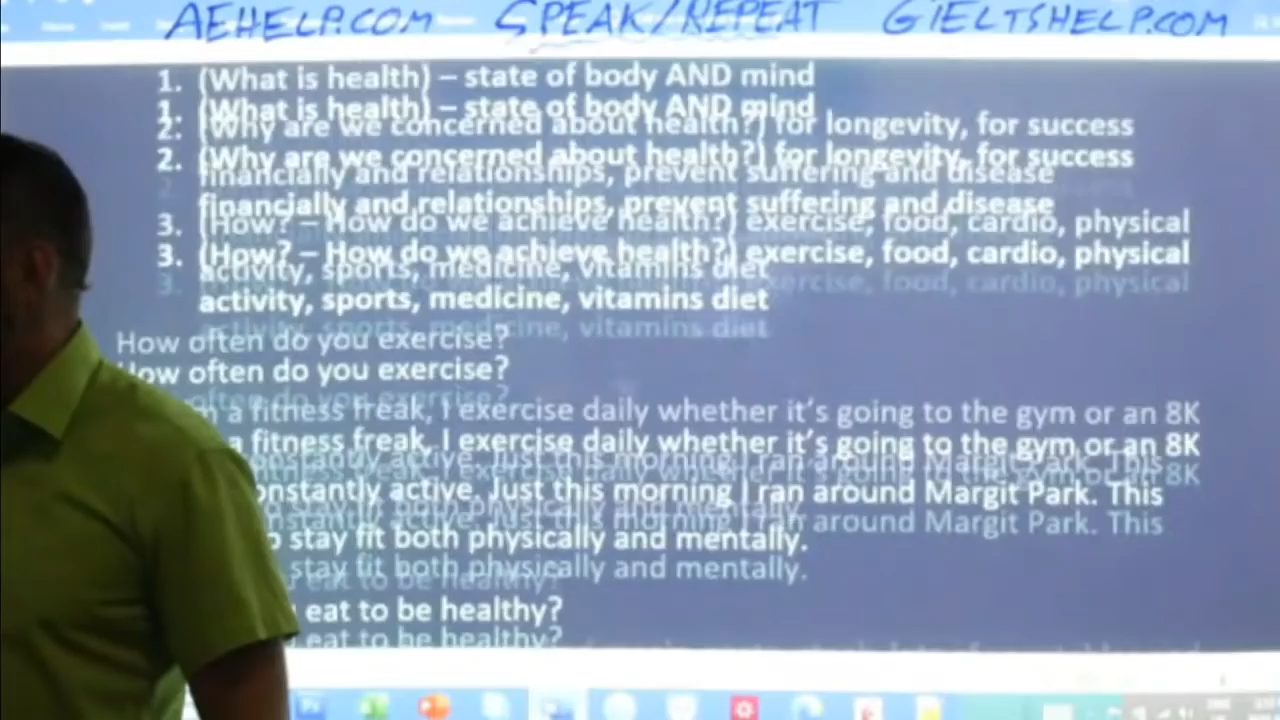 AEHELP.COM SPEAK/REPEAT GIELTSHELP.COM
1. (What is health) – state of body AND mind
2. (Why are we concerned about health?) for longevity, for success
financially and relationships, prevent suffering and disease
3. (How? – How do we achieve health?) exercise, food, cardio, physical
activity, sports, medicine, vitamins diet
How often do you exercise?
a fitness freak, I exercise daily whether it's going to the gym or an 8K
constantly active. Just this morning I ran around Margit Park. This
stay fit both physically and mentally.
eat to be healthy?